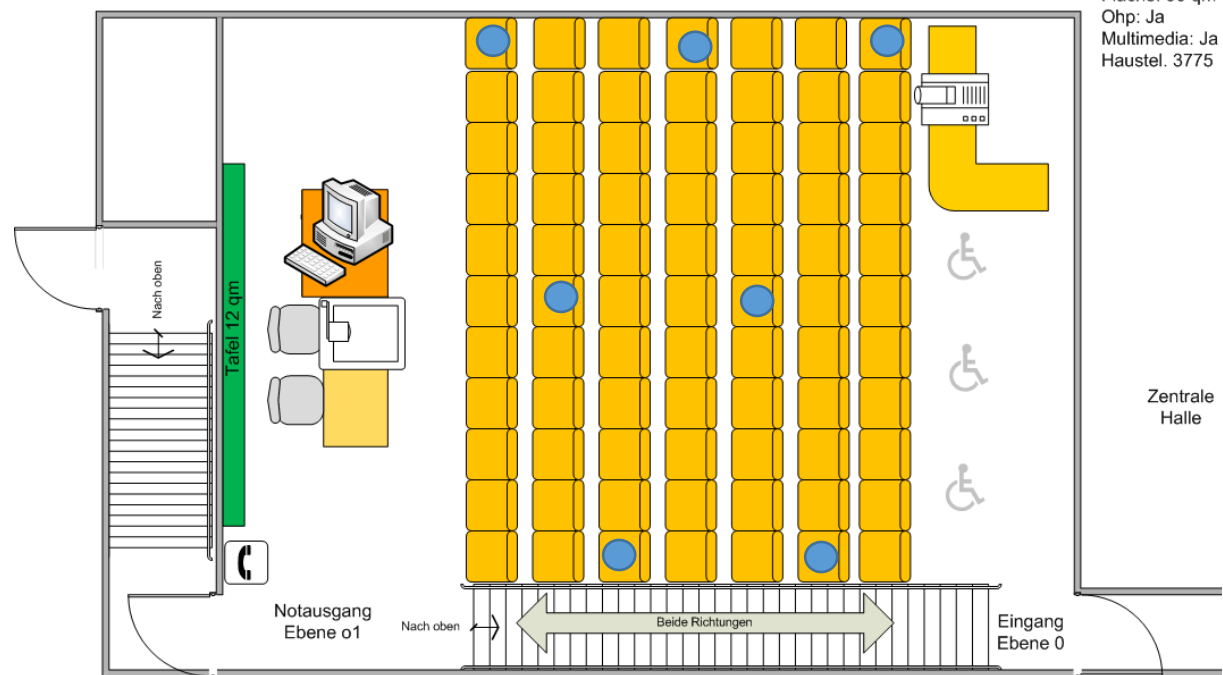 Ohp: Ja
Multimedia: Ja
Haustel. 3775
Nach oben
Tafel 12 qm
Zentrale
Halle
Notausgang
Ebene o1
Nach oben
Beide Richtungen
Eingang
Ebene 0